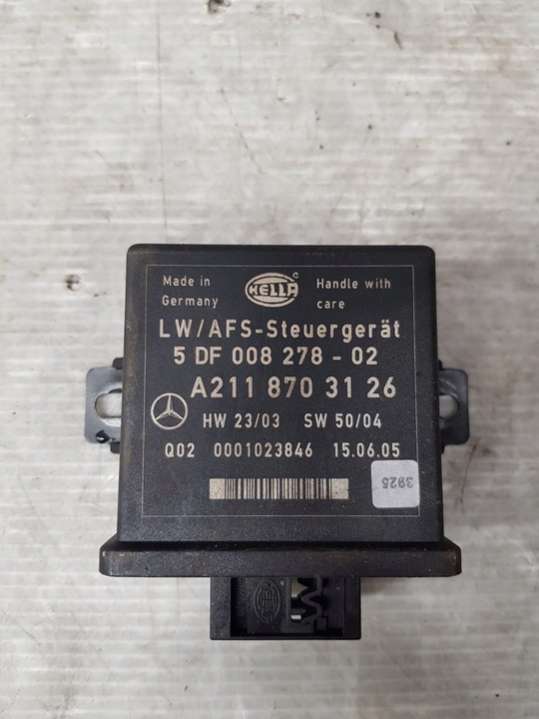 Made in
Germany
HELLA
©
Handle with
care
LW/AFS-Steuergerät
5 DF 008 278 - 02
A211 870 31 26
HW 23/03 SW 50/04
Q02 0001023846 15.06.05
3925
HELLA